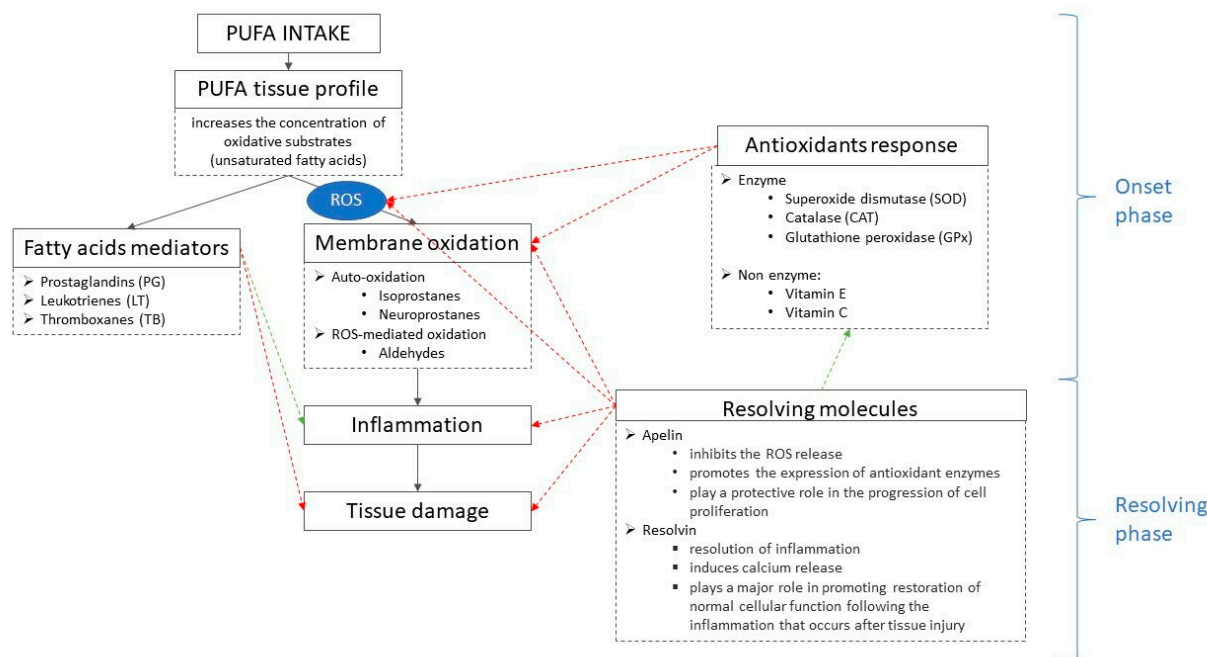 PUFA INTAKE
PUFA tissue profile
increases the concentration of
oxidative substrates
(unsaturated fatty acids)
ROS
Fatty acids mediators
➢ Prostaglandins (PG)
➢ Leukotrienes (LT)
➢ Thromboxanes (TB)
Membrane oxidation
➢ Auto-oxidation
• Isoprostanes
• Neuroprostanes
➢ ROS-mediated oxidation
• Aldehydes
Inflammation
Tissue damage
Antioxidants response
➢ Enzyme
• Superoxide dismutase (SOD)
• Catalase (CAT)
• Glutathione peroxidase (GPx)
➢ Non enzyme:
• Vitamin E
• Vitamin C
Resolving molecules
➢ Apelin
• inhibits the ROS release
• promotes the expression of antioxidant enzymes
• play a protective role in the progression of cell
proliferation
➢ Resolvin
▪ resolution of inflammation
▪ induces calcium release
▪ plays a major role in promoting restoration of
normal cellular function following the
inflammation that occurs after tissue injury
Onset
phase
Resolving
phase